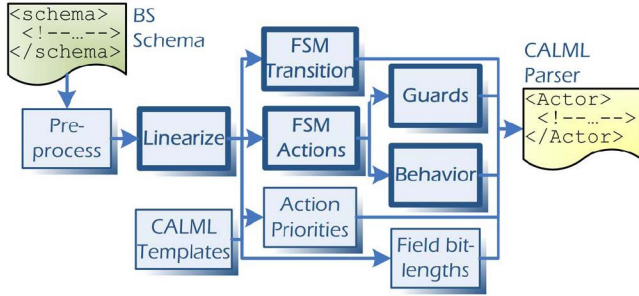 <schema>
<!--…-->
</schema>
BS
Schema
Pre-
process
Linearize
FSM
Transition
FSM
Actions
Guards
Behavior
CALML
Templates
Action
Priorities
Field bit-
lengths
CALML
Parser
<Actor>
<!--…-->
</Actor>